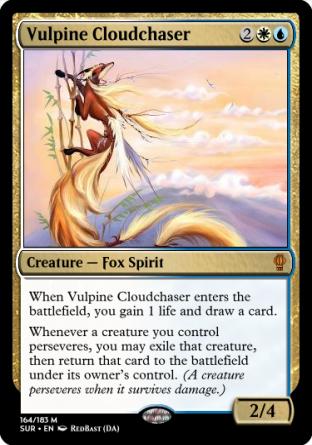 Vulpine Cloudchaser 2
Creature — Fox Spirit
When Vulpine Cloudchaser enters the
battlefield, you gain 1 life and draw a card.
Whenever a creature you control
perseveres, you may exile that creature,
then return that card to the battlefield
under its owner's control. (A creature
perseveres when it survives damage.)
2/4
164/183 M
SUR • EN RedBast (DA)